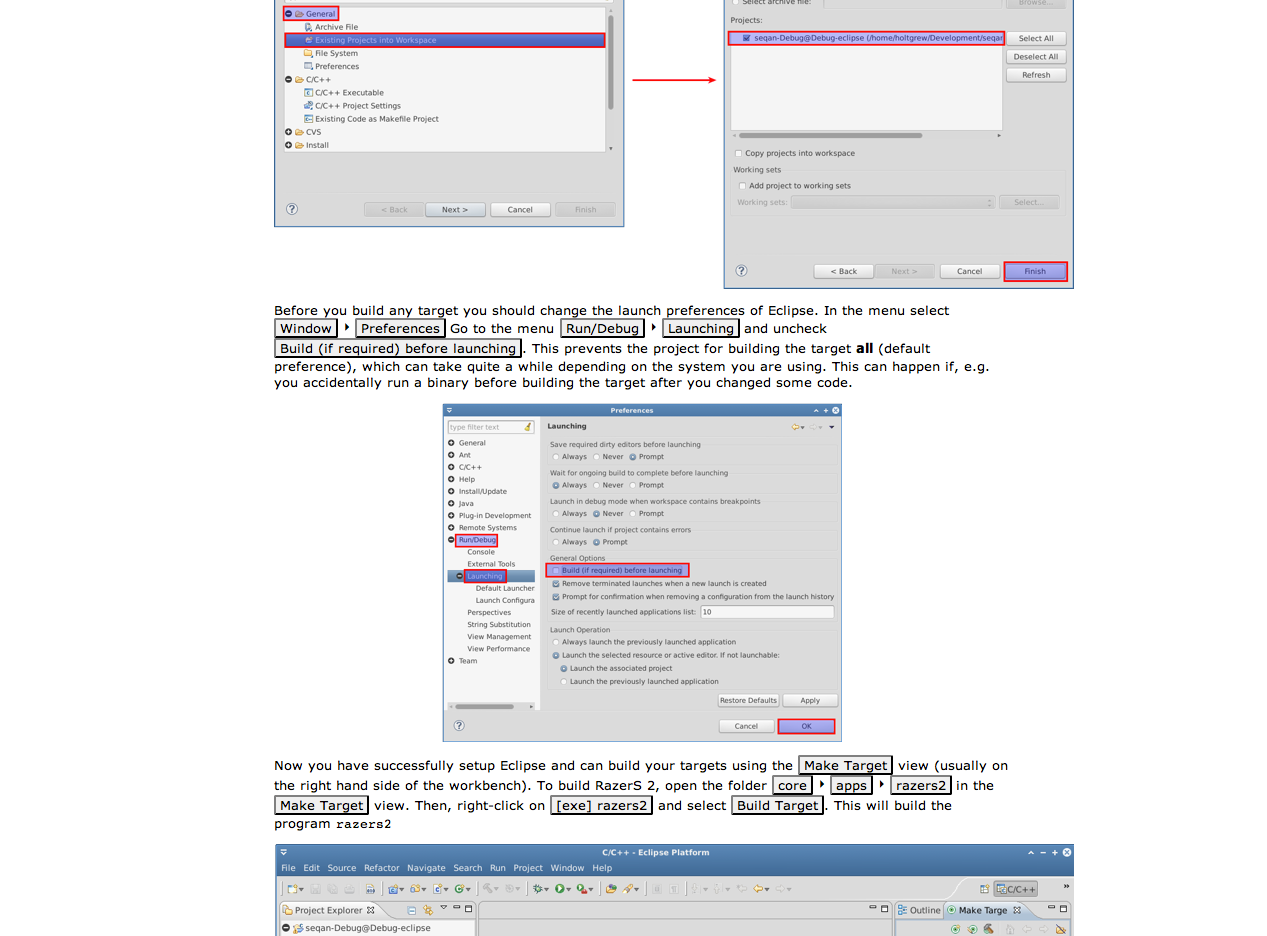 Select archive file:
Browse...
General
Archive File
Existing Projects into Workspace
File System
Preferences
C/C++
C/C++ Executable
C/C++ Project Settings
Existing Code as Makefile Project
CVS
Install
?
< Back
Next >
Cancel
Finish
Projects:
seqan-Debug@Debug-eclipse (/home/holtgrew/Development/seqan
Select All
Deselect All
Refresh
Copy projects into workspace
Working sets
Add project to working sets
Working sets:
Select...
?
< Back
Next >
Cancel
Finish
Before you build any target you should change the launch preferences of Eclipse. In the menu select
Window Preferences Go to the menu Run/Debug Launching and uncheck
Build (if required) before launching . This prevents the project for building the target all (default
preference), which can take quite a while depending on the system you are using. This can happen if, e.g.
you accidentally run a binary before building the target after you changed some code.
Preferences
type filter text
General
Ant
C/C++
Help
Install/Update
Java
Plug-in Development
Remote Systems
Run/Debug
Console
External Tools
Launching
Default Launcher
Launch Configura
Perspectives
String Substitution
View Management
View Performance
Team
Launching
Save required dirty editors before launching
Always Never Prompt
Wait for ongoing build to complete before launching
Always Never Prompt
Launch in debug mode when workspace contains breakpoints
Always Never Prompt
Continue launch if project contains errors
Always Prompt
General Options
Build (if required) before launching
Remove terminated launches when a new launch is created
Prompt for confirmation when removing a configuration from the launch history
Size of recently launched applications list: 10
Launch Operation
Always launch the previously launched application
Launch the selected resource or active editor. If not launchable:
Launch the associated project
Launch the previously launched application
Restore Defaults
Apply
?
Cancel
OK
Now you have successfully setup Eclipse and can build your targets using the Make Target view (usually on
the right hand side of the workbench). To build RazerS 2, open the folder core apps razers2 in the
Make Target view. Then, right-click on [exe] razers2 and select Build Target . This will build the
program razers2
C/C++ - Eclipse Platform
File Edit Source Refactor Navigate Search Run Project Window Help
C/C++
Project Explorer
Outline
Make Targe
seqan-Debug@Debug-eclipse